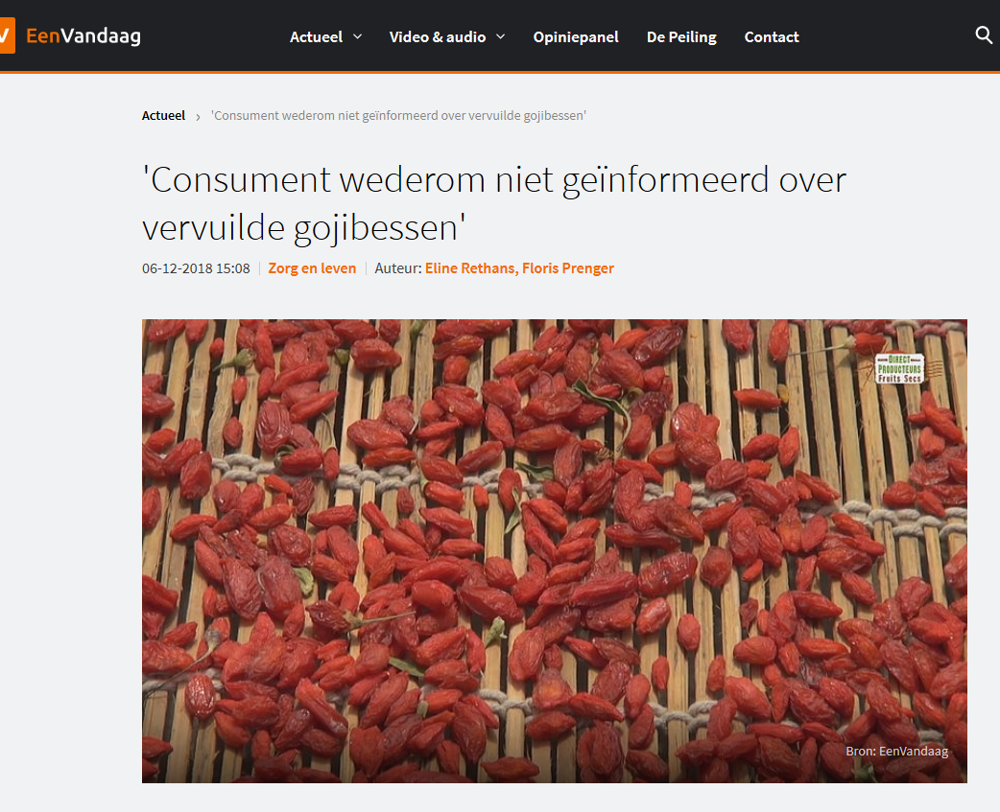 V EenVandaag Actueel Video & audio Opiniepanel De Peiling Contact
Actueel › 'Consument wederom niet geïnformeerd over vervuilde gojibessen'
'Consument wederom niet geïnformeerd over
vervuilde gojibessen'
06-12-2018 15:08 | Zorg en leven | Auteur: Eline Rethans, Floris Prenger
DIRECT
PRODUCTEURS
Fruits Secs
Bron: EenVandaag